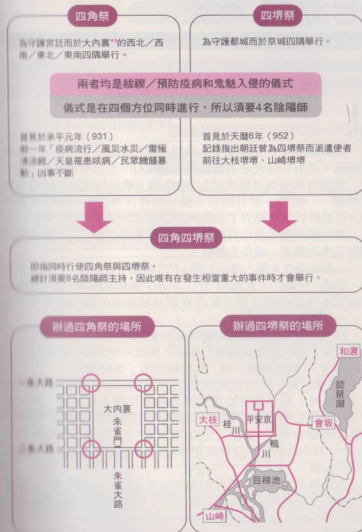 四角祭
為守護宮廷而於大內裏的西北／西
南／東北／東南四隅舉行。
四堺祭
為守護都城而於京城四隅舉行。
兩者均是祓禊／預防疫病和鬼魅入侵的儀式
儀式是在四個方位同時進行，所以須要4名陰陽師
首見於承平元年（931）
前一年「疫病流行／風災水災／雷殛
清涼殿／天皇罹患咳病／民眾饑饉暴
動」凶事不斷
首見於天曆6年（952）
記錄指出朝廷曾為四堺祭而派遣使者
前往大枝堺堺、山崎堺堺
四角四堺祭
即指同時行使四角祭與四堺祭。
總計須要8名陰陽師主持，因此唯有在發生相當重大的事件時才會舉行。
辦過四角祭的場所
一条大路
大內裏
朱雀門
二条大路
朱雀大路
辦過四堺祭的場所
和邇
琵琶湖
大枝
桂川
平安京
鴨川
會坂
巨椋池
山崎